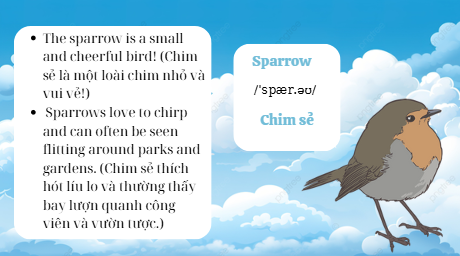 • The sparrow is a small
and cheerful bird! (Chim
sẻ là một loài chim nhỏ và
vui vẻ!)
• Sparrows love to chirp
and can often be seen
flitting around parks and
gardens. (Chim sẻ thích
hót líu lo và thường thấy
bay lượn quanh công
viên và vườn tược.)
Sparrow
/ˈspær.əʊ/
Chim sẻ